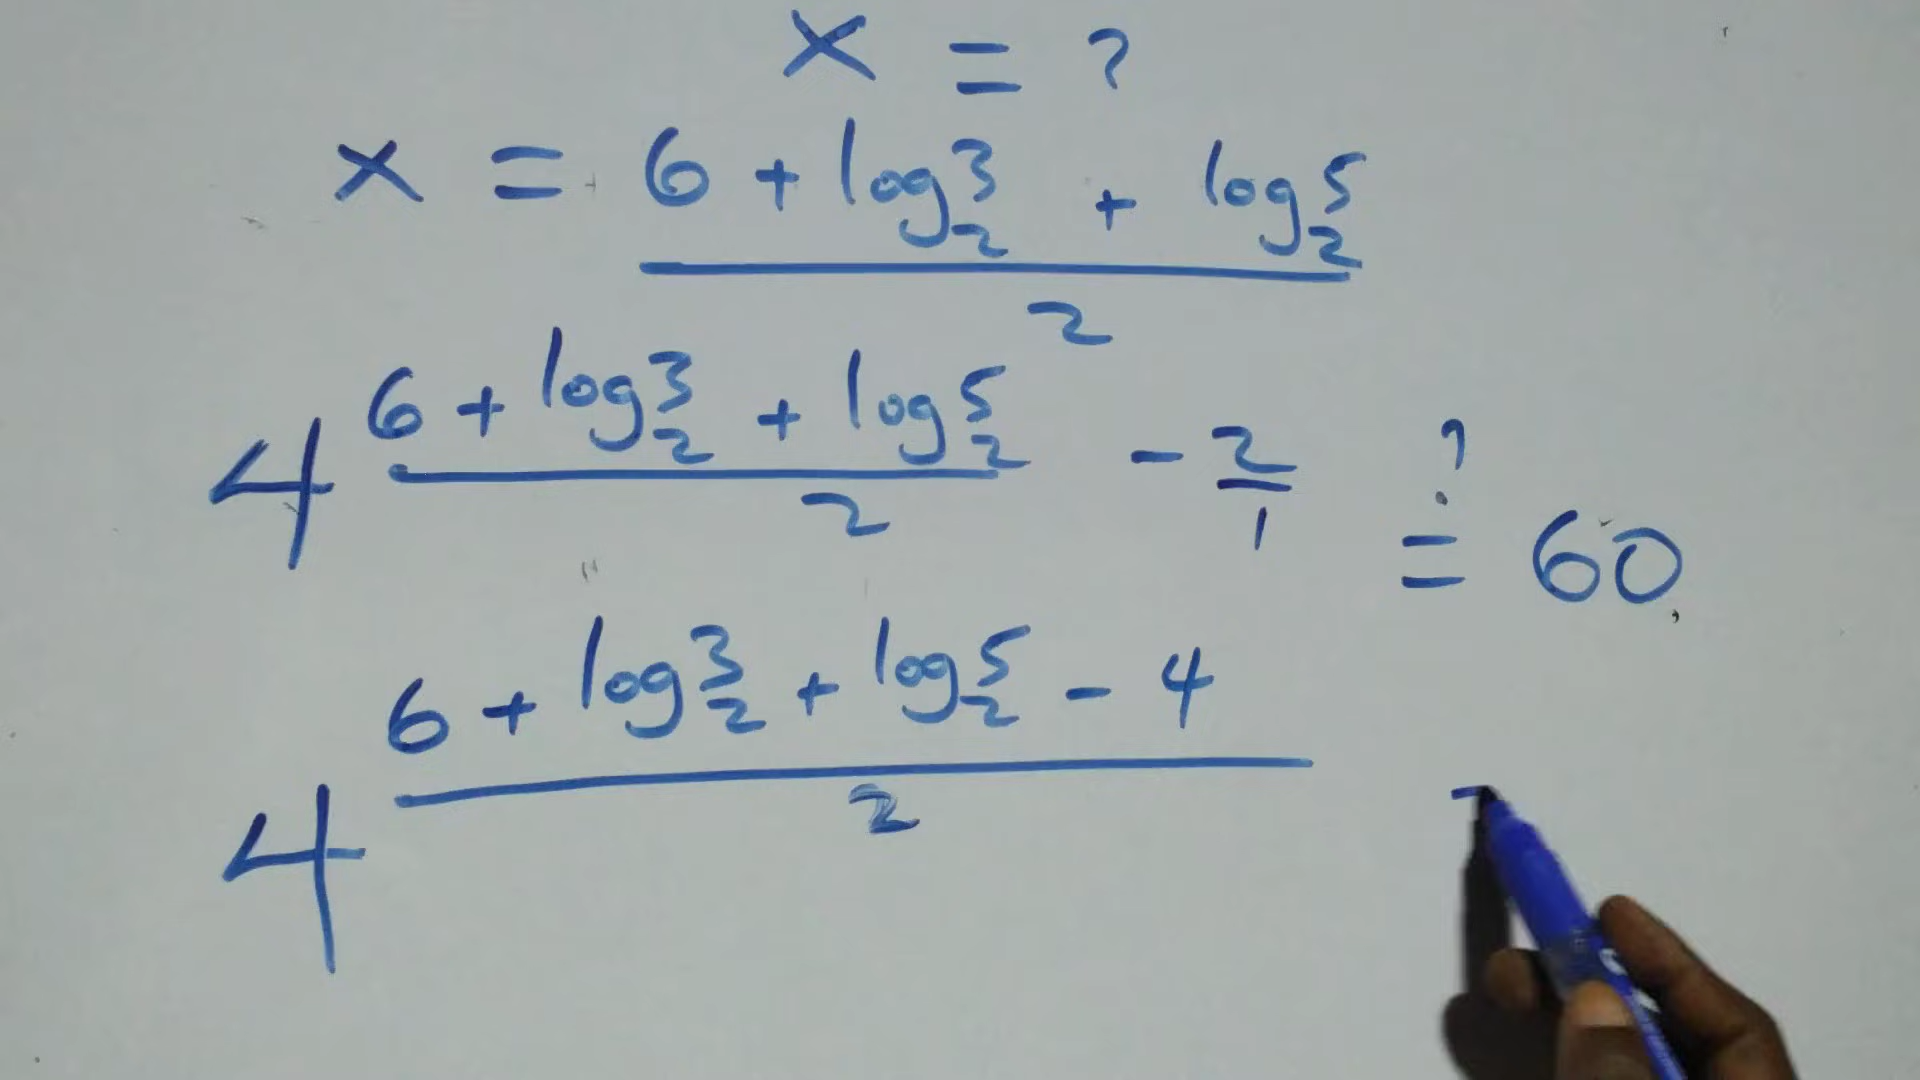 x = ?
x = (6 + log₂3 + log₂5) / 2
4^((6 + log₂3 + log₂5) / 2 - 2/1) =? 60
4^((6 + log₂3 + log₂5 - 4) / 2)